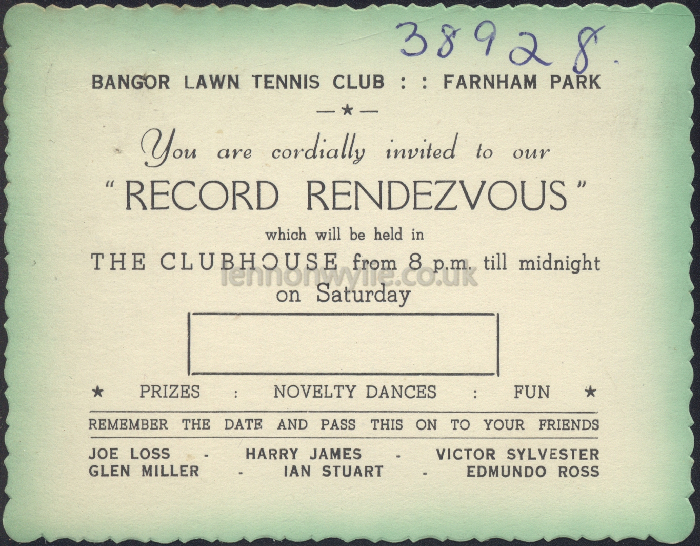 38928.
BANGOR LAWN TENNIS CLUB : : FARNHAM PARK
—★—
You are cordially invited to our
“RECORD RENDEZVOUS”
which will be held in
THE CLUBHOUSE from 8 p.m. till midnight
lennonwylie.co.uk
on Saturday
★ PRIZES : NOVELTY DANCES : FUN ★
REMEMBER THE DATE AND PASS THIS ON TO YOUR FRIENDS
JOE LOSS - HARRY JAMES - VICTOR SYLVESTER
GLEN MILLER - IAN STUART - EDMUNDO ROSS